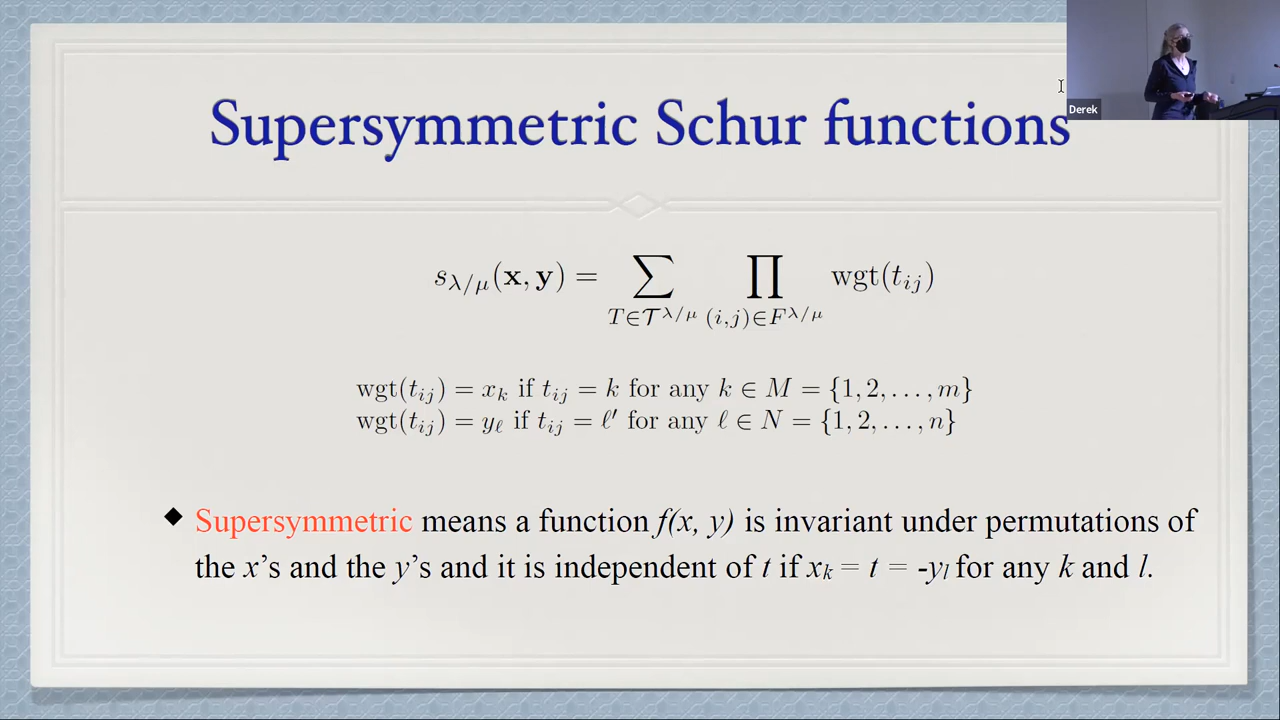 Supersymmetric Schur functions
Derek
s_{λ/μ}(x, y) = ∑_{T∈𝒯^{λ/μ}} ∏_{(i,j)∈F^{λ/μ}} wgt(t_{ij})
wgt(t_{ij}) = x_k if t_{ij} = k for any k ∈ M = {1, 2, . . . , m}
wgt(t_{ij}) = y_ℓ if t_{ij} = ℓ′ for any ℓ ∈ N = {1, 2, . . . , n}
◆ Supersymmetric means a function f(x, y) is invariant under permutations of
the x’s and the y’s and it is independent of t if x_k = t = -y_l for any k and l.